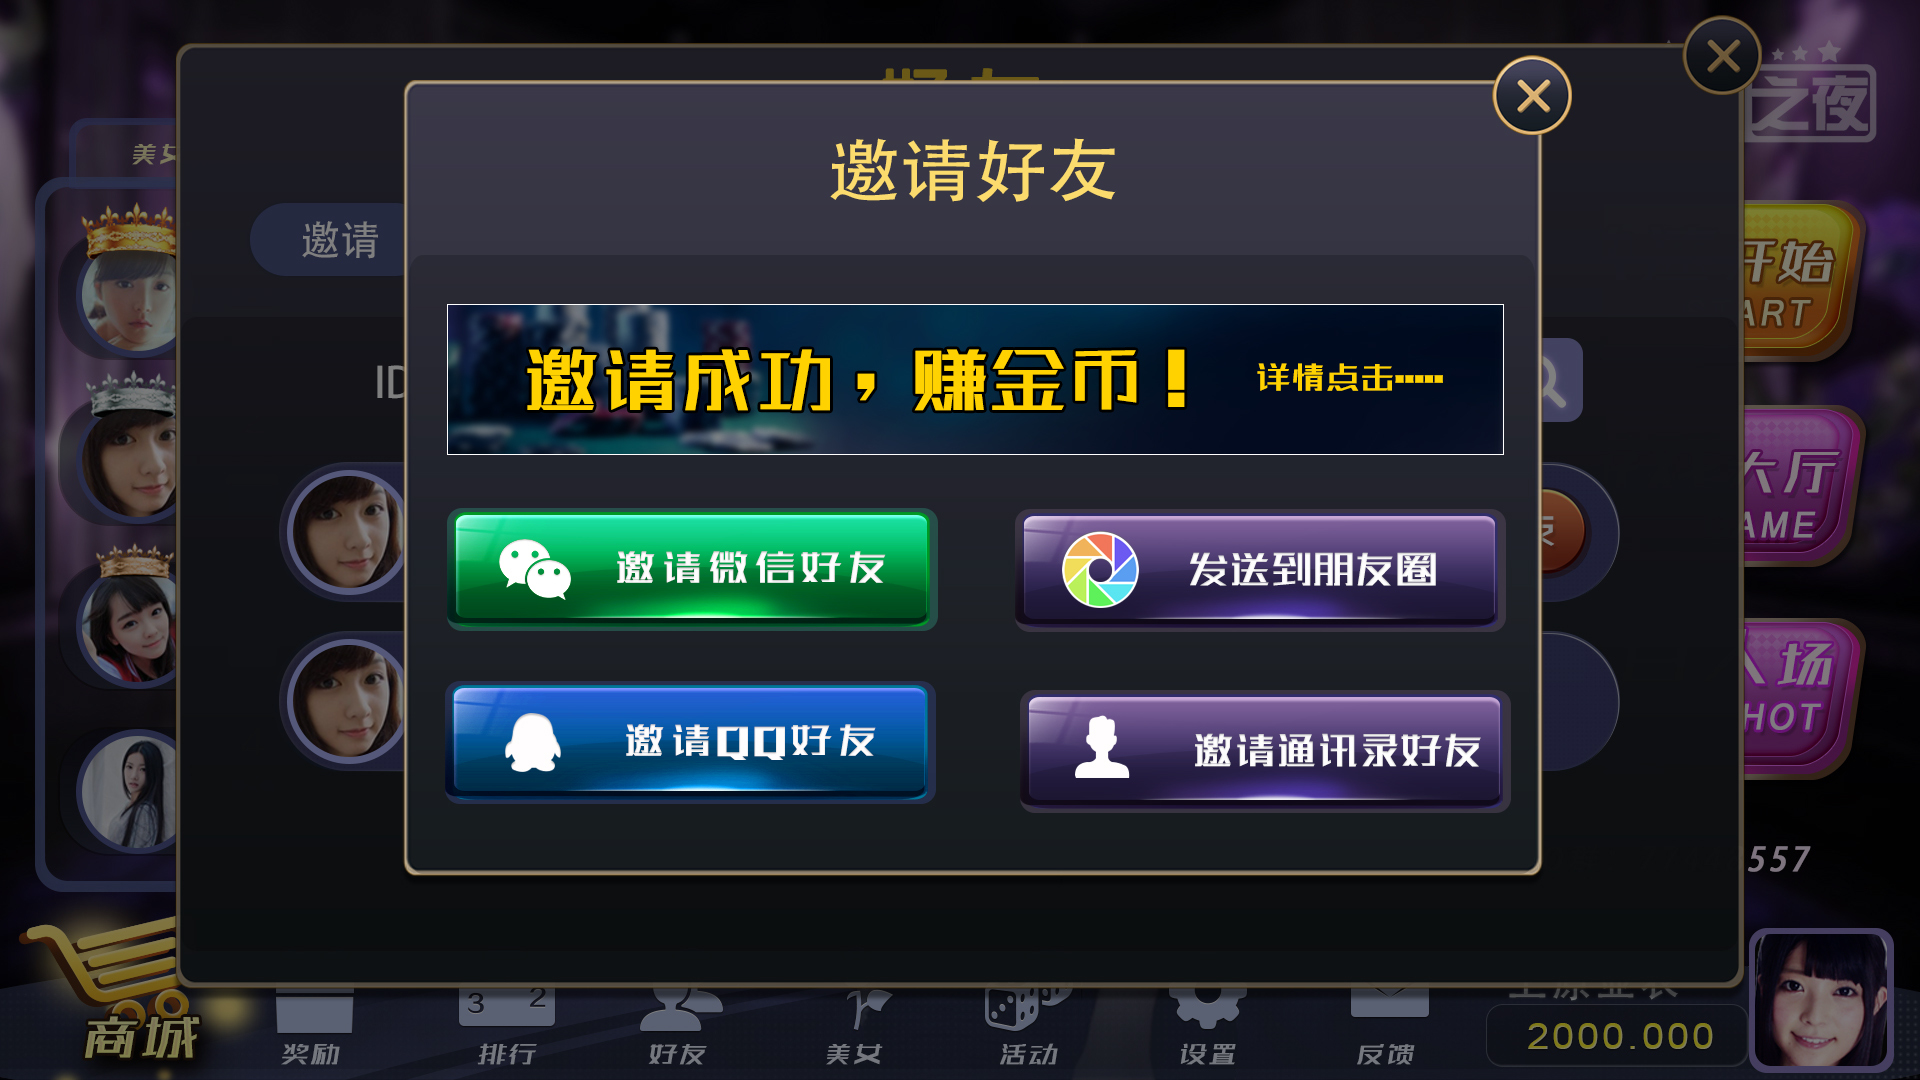 之夜
邀请好友
邀请
邀请成功，赚金币！ 详情点击
ID
邀请微信好友
发送到朋友圈
邀请QQ好友
邀请通讯录好友
开始
ART
大厅
AME
场
HOT
557
3 2
商城
奖励
排行
好友
美女
活动
设置
反馈
2000.000